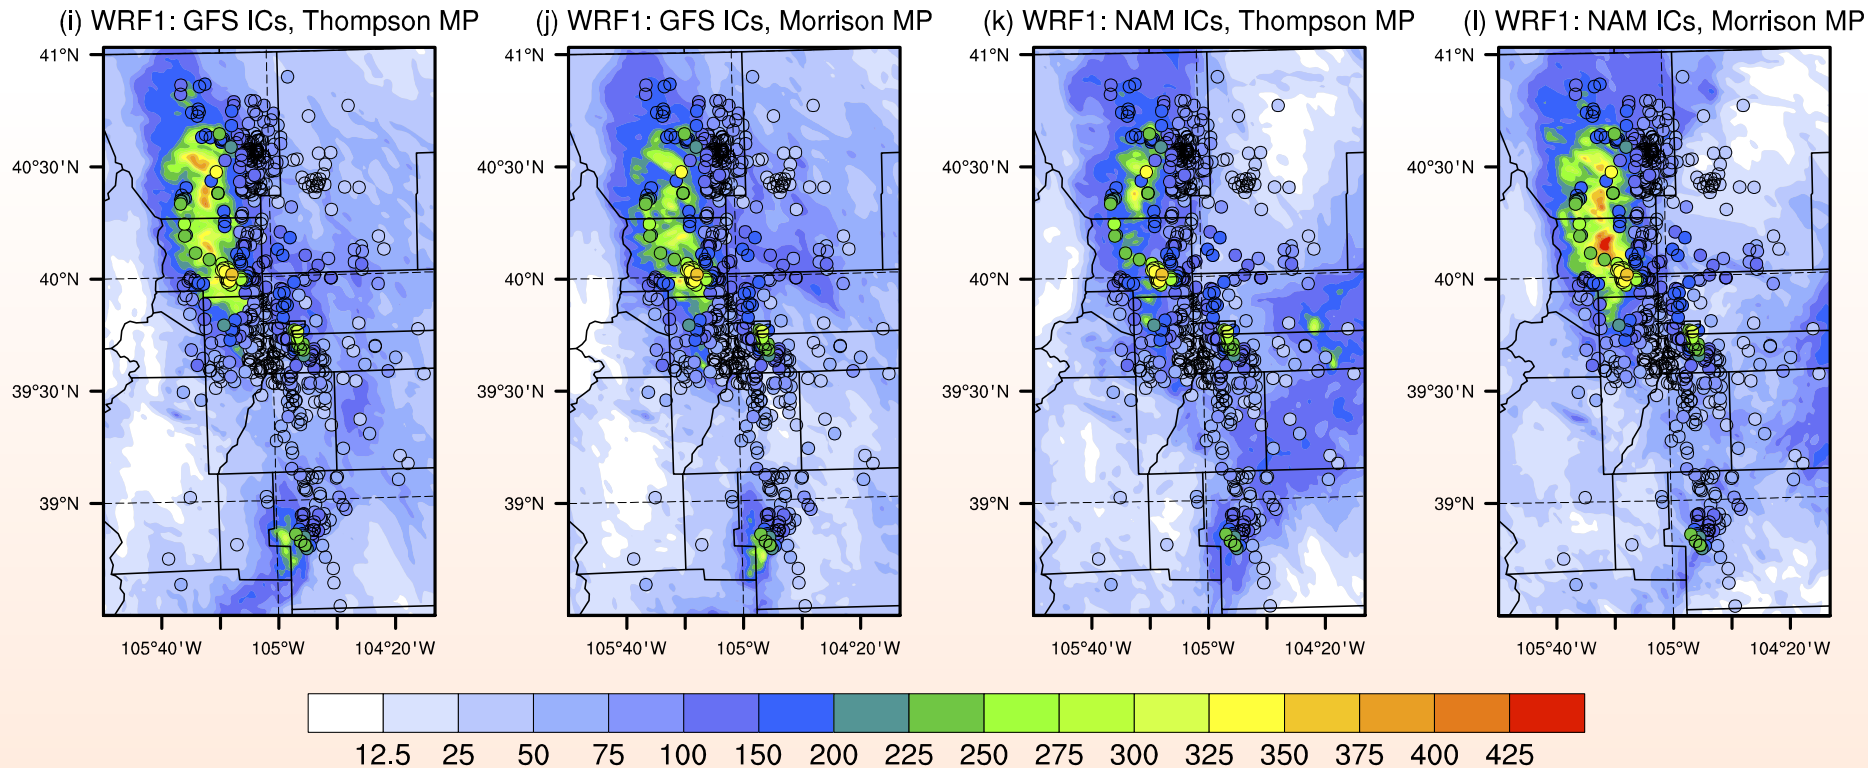 (i) WRF1: GFS ICs, Thompson MP
(j) WRF1: GFS ICs, Morrison MP
(k) WRF1: NAM ICs, Thompson MP
(l) WRF1: NAM ICs, Morrison MP
41°N 41°N 41°N 41°N
40°30'N 40°30'N 40°30'N 40°30'N
40°N 40°N 40°N 40°N
39°30'N 39°30'N 39°30'N 39°30'N
39°N 39°N 39°N 39°N
105°40'W 105°W 104°20'W 105°40'W 105°W 104°20'W 105°40'W 105°W 104°20'W 105°40'W 105°W 104°20'W
12.5 25 50 75 100 150 200 225 250 275 300 325 350 375 400 425